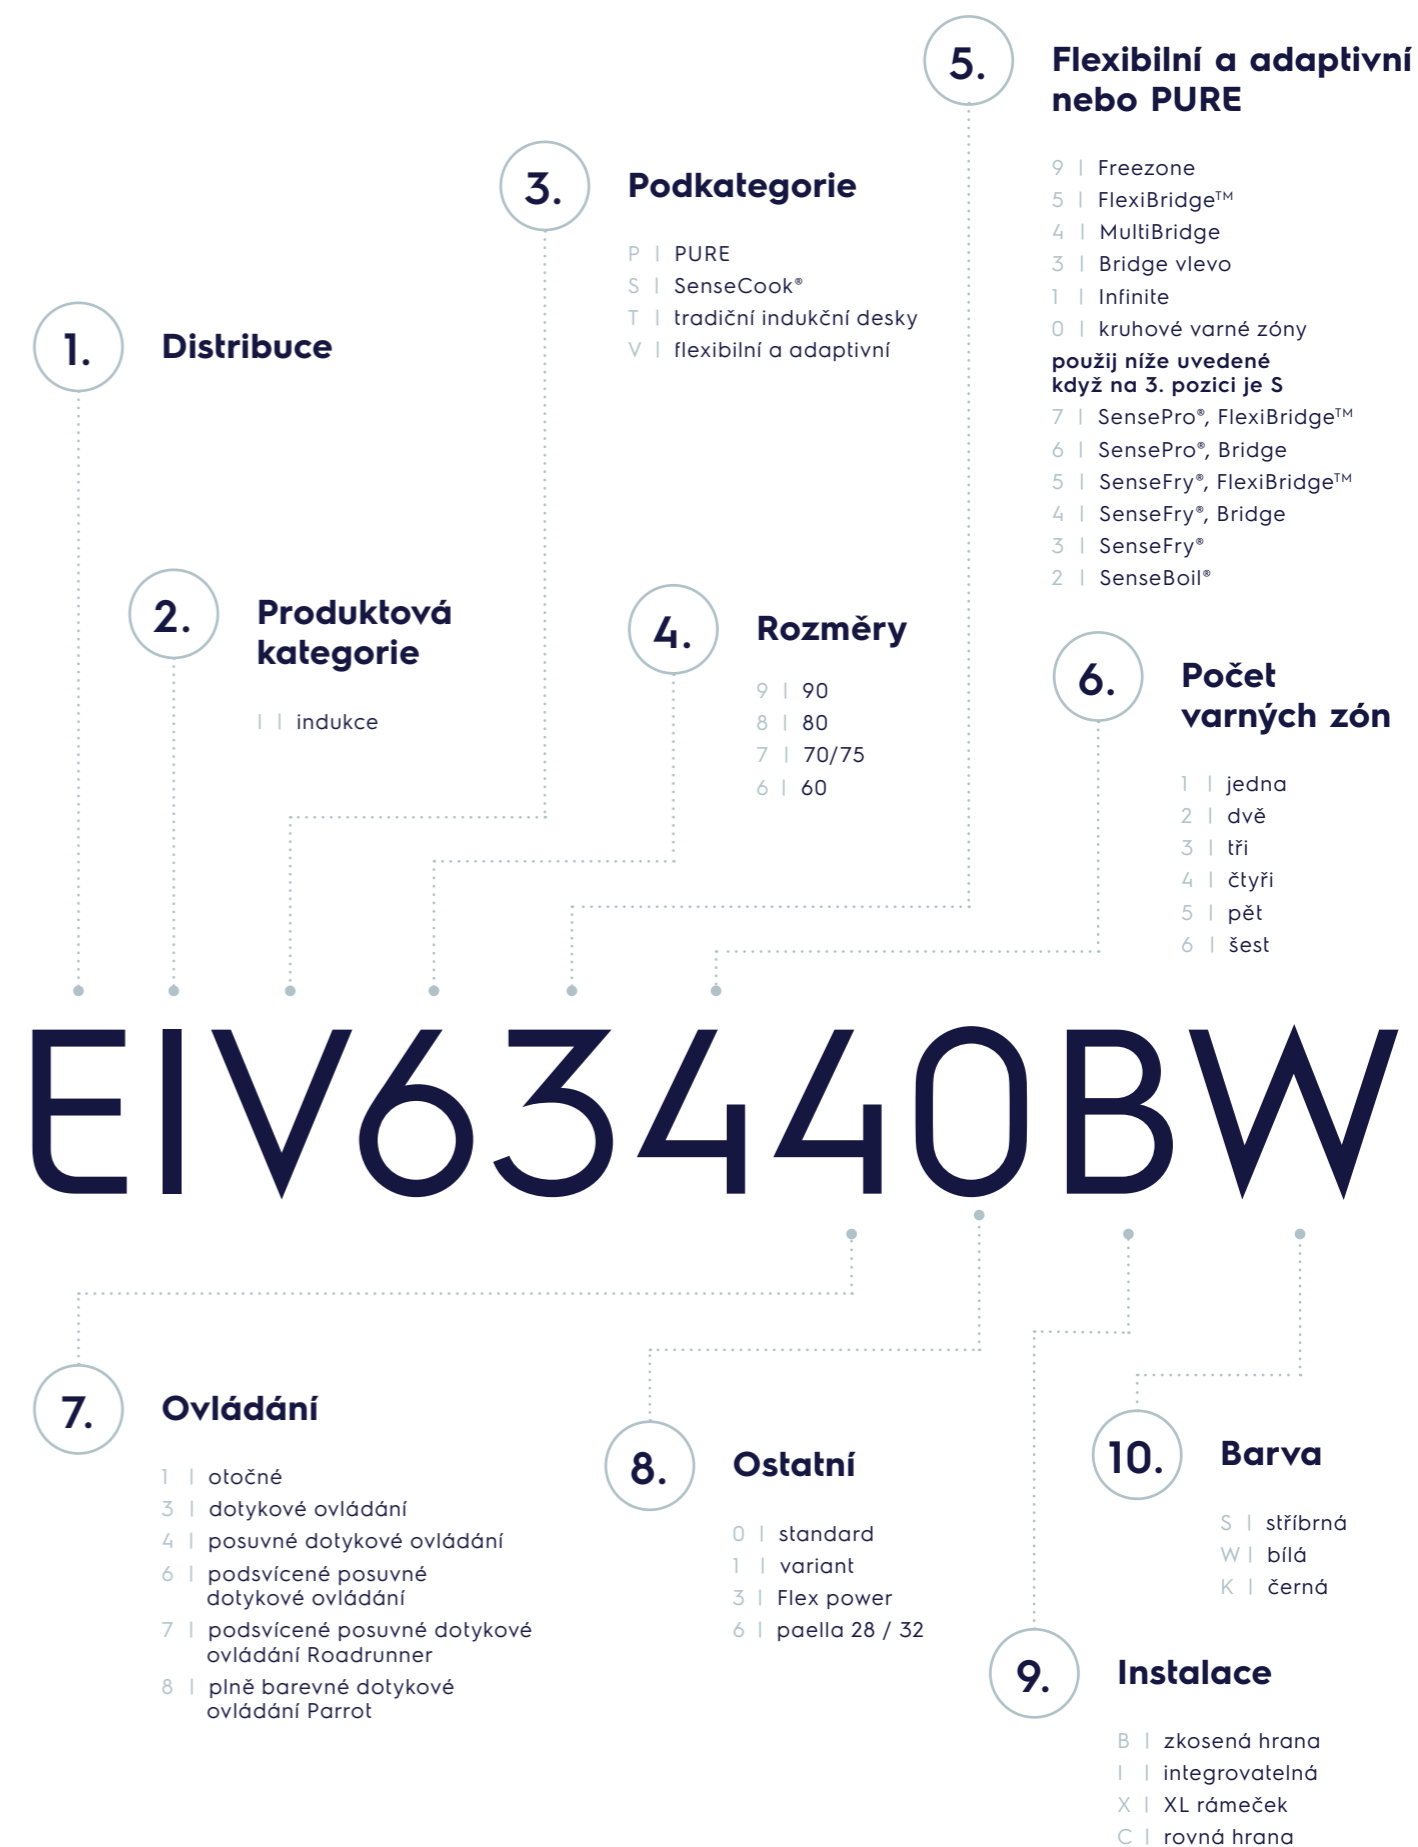 1.
Distribuce
2.
Produktová
kategorie
I | indukce
3.
Podkategorie
P | PURE
S | SenseCook®
T | tradiční indukční desky
V | flexibilní a adaptivní
4.
Rozměry
9 | 90
8 | 80
7 | 70/75
6 | 60
5.
Flexibilní a adaptivní
nebo PURE
9 | Freezone
5 | FlexiBridge™
4 | MultiBridge
3 | Bridge vlevo
1 | Infinite
0 | kruhové varné zóny
použij níže uvedené
když na 3. pozici je S
7 | SensePro®, FlexiBridge™
6 | SensePro®, Bridge
5 | SenseFry®, FlexiBridge™
4 | SenseFry®, Bridge
3 | SenseFry®
2 | SenseBoil®
6.
Počet
varných zón
1 | jedna
2 | dvě
3 | tři
4 | čtyři
5 | pět
6 | šest
EIV63440BW
7.
Ovládání
1 | otočné
3 | dotykové ovládání
4 | posuvné dotykové ovládání
6 | podsvícené posuvné
dotykové ovládání
7 | podsvícené posuvné dotykové
ovládání Roadrunner
8 | plně barevné dotykové
ovládání Parrot
8.
Ostatní
0 | standard
1 | variant
3 | Flex power
6 | paella 28 / 32
9.
Instalace
B | zkosená hrana
I | integrovatelná
X | XL rámeček
C | rovná hrana
10.
Barva
S | stříbrná
W | bílá
K | černá